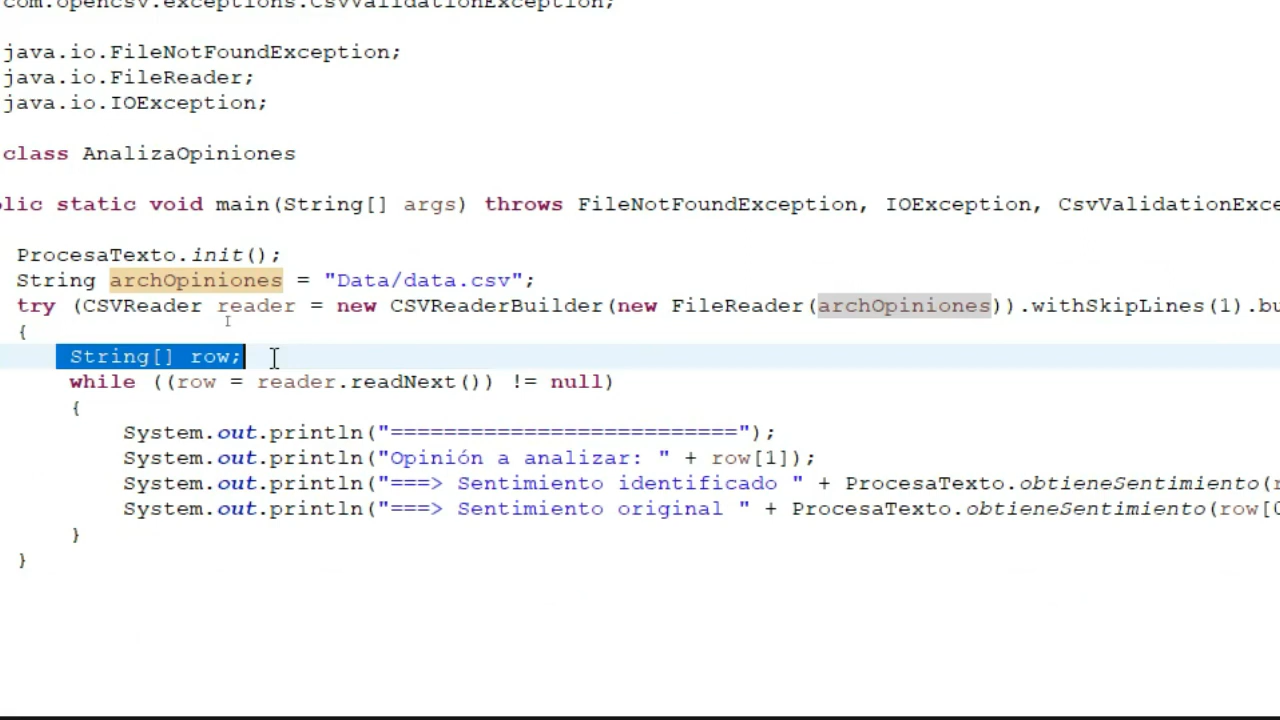 com.opencsv.exceptions.CsvValidationException;
java.io.FileNotFoundException;
java.io.FileReader;
java.io.IOException;
class AnalizaOpiniones
lic static void main(String[] args) throws FileNotFoundException, IOException, CsvValidationExce
ProcesaTexto.init();
String archOpiniones = "Data/data.csv";
try (CSVReader reader = new CSVReaderBuilder(new FileReader(archOpiniones)).withSkipLines(1).bu
{
String[] row;
while ((row = reader.readNext()) != null)
{
System.out.println("==========================");
System.out.println("Opinión a analizar: " + row[1]);
System.out.println("===> Sentimiento identificado " + ProcesaTexto.obtieneSentimiento(r
System.out.println("===> Sentimiento original " + ProcesaTexto.obtieneSentimiento(row[0
}
}